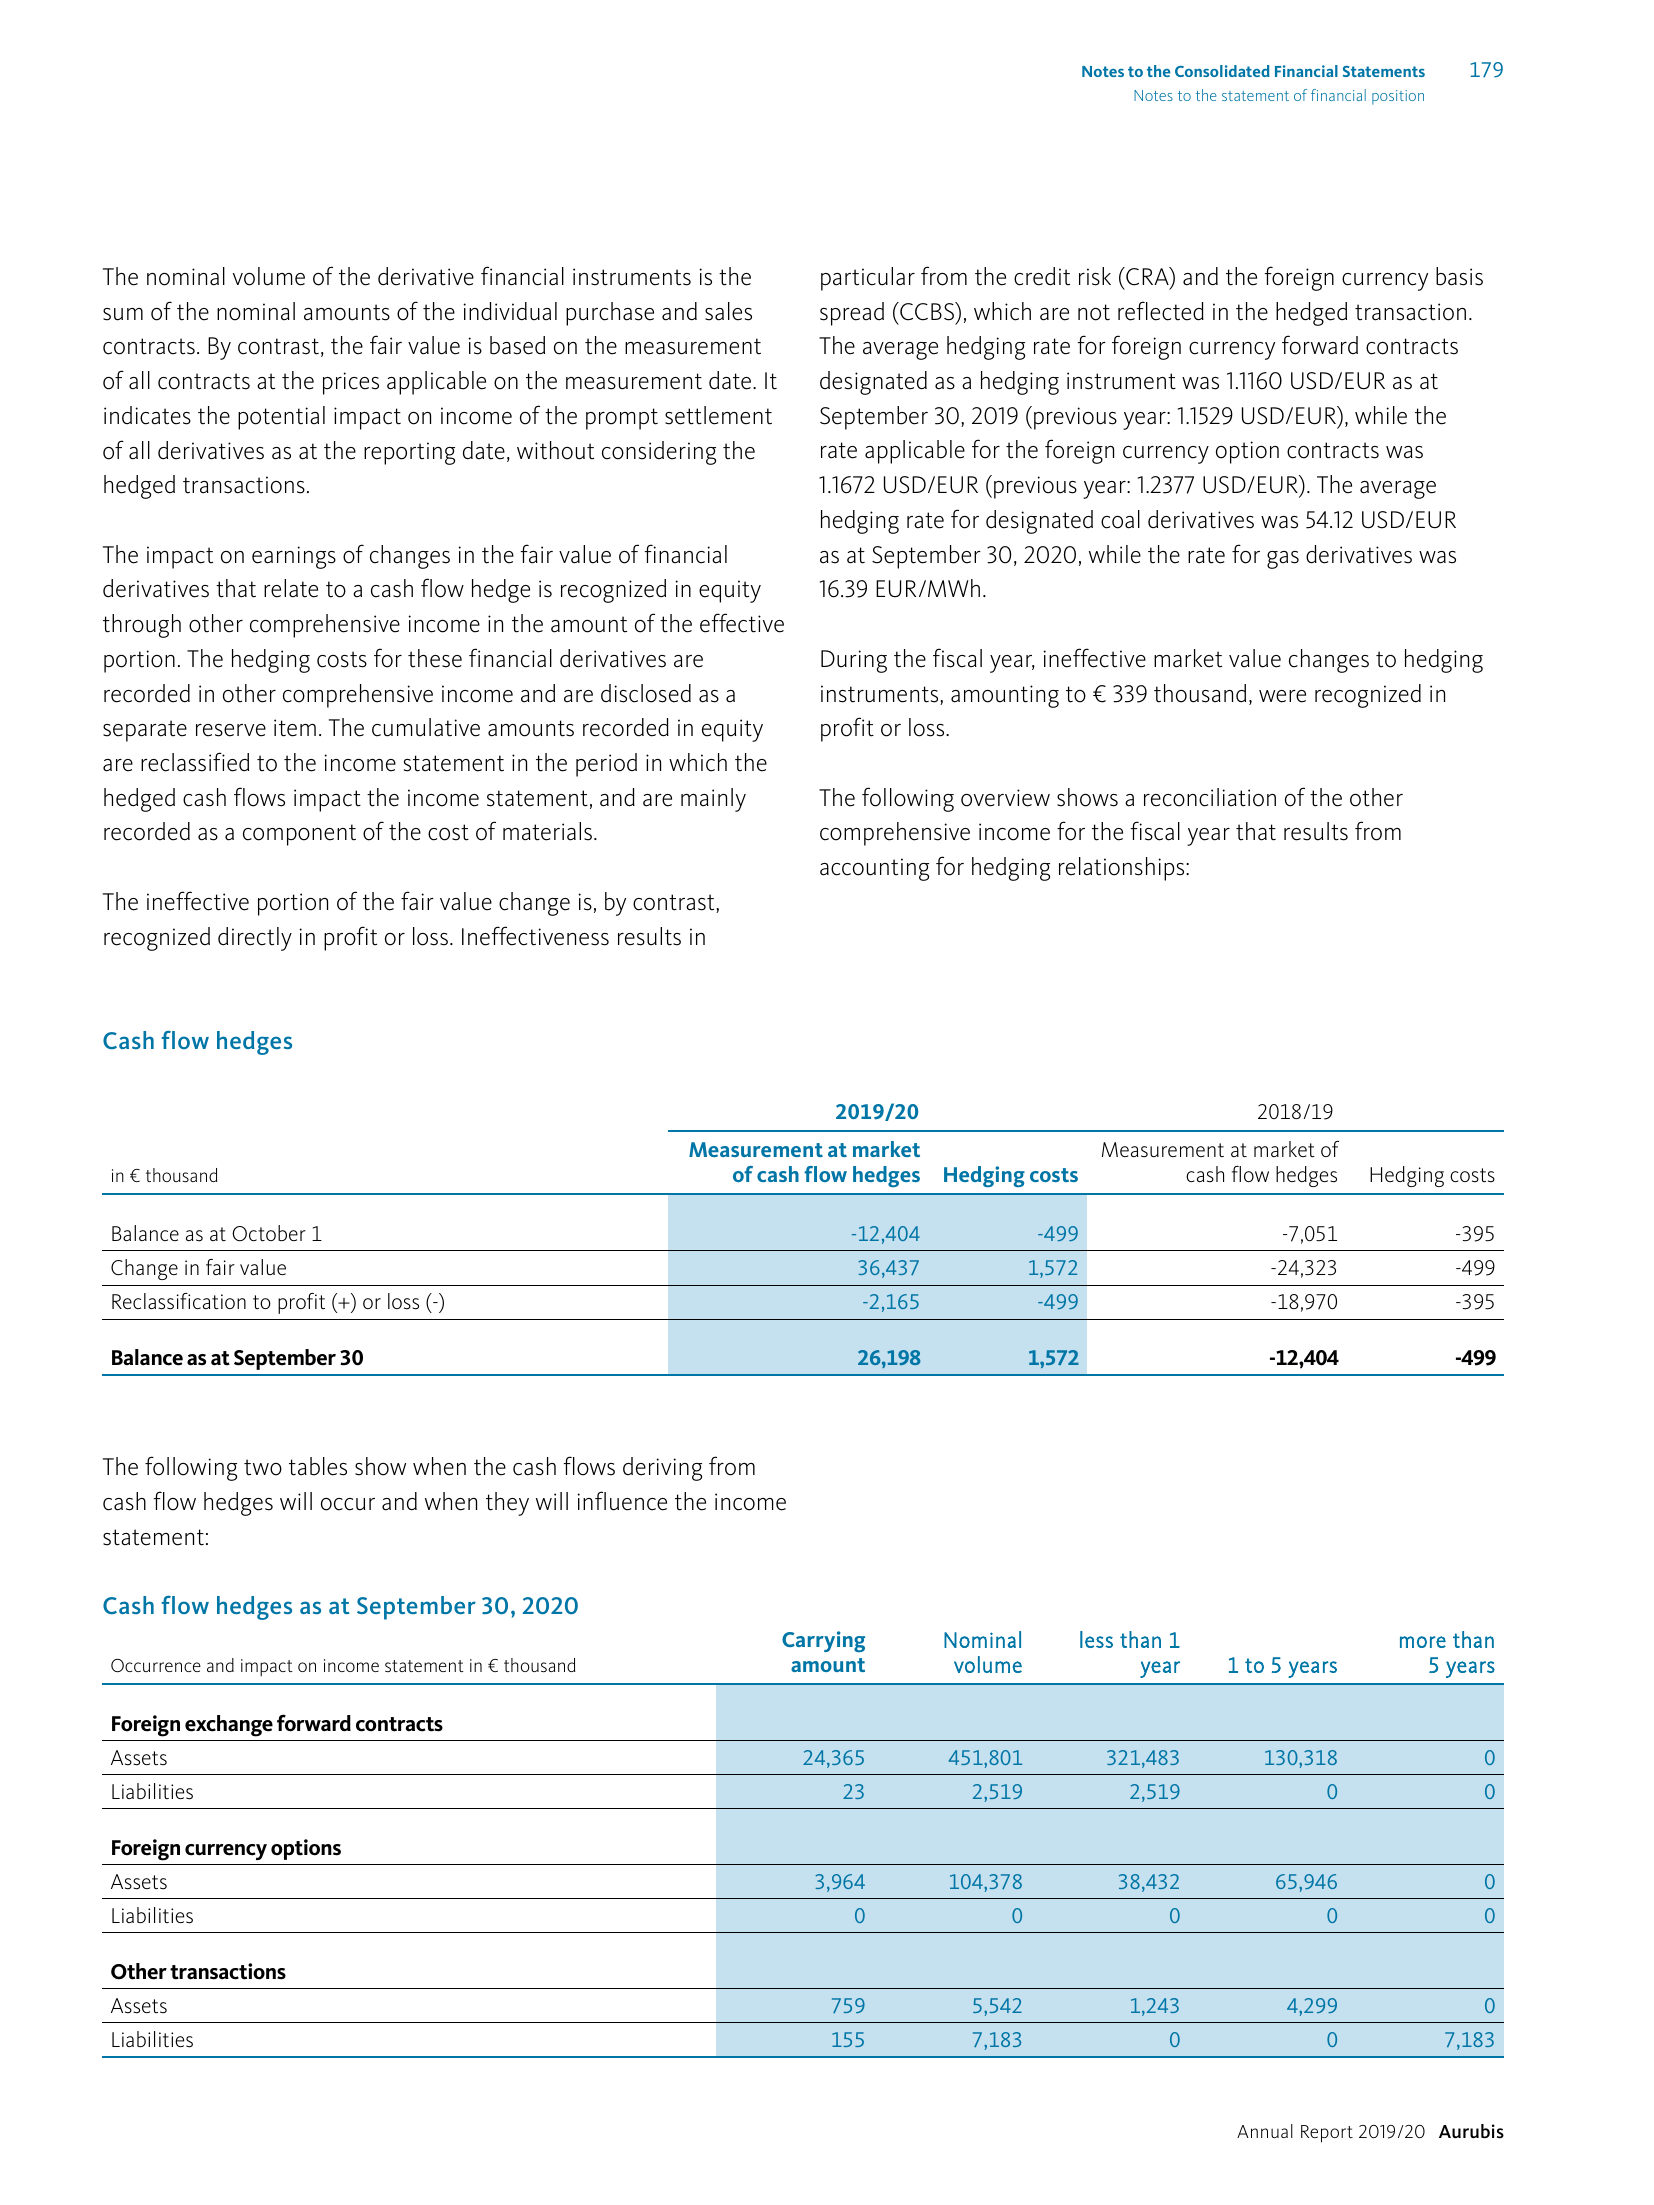 Notes to the Consolidated Financial Statements 179
Notes to the statement of financial position
The nominal volume of the derivative financial instruments is the
sum of the nominal amounts of the individual purchase and sales
contracts. By contrast, the fair value is based on the measurement
of all contracts at the prices applicable on the measurement date. It
indicates the potential impact on income of the prompt settlement
of all derivatives as at the reporting date, without considering the
hedged transactions.
The impact on earnings of changes in the fair value of financial
derivatives that relate to a cash flow hedge is recognized in equity
through other comprehensive income in the amount of the effective
portion. The hedging costs for these financial derivatives are
recorded in other comprehensive income and are disclosed as a
separate reserve item. The cumulative amounts recorded in equity
are reclassified to the income statement in the period in which the
hedged cash flows impact the income statement, and are mainly
recorded as a component of the cost of materials.
The ineffective portion of the fair value change is, by contrast,
recognized directly in profit or loss. Ineffectiveness results in
particular from the credit risk (CRA) and the foreign currency basis
spread (CCBS), which are not reflected in the hedged transaction.
The average hedging rate for foreign currency forward contracts
designated as a hedging instrument was 1.1160 USD/EUR as at
September 30, 2019 (previous year: 1.1529 USD/EUR), while the
rate applicable for the foreign currency option contracts was
1.1672 USD/EUR (previous year: 1.2377 USD/EUR). The average
hedging rate for designated coal derivatives was 54.12 USD/EUR
as at September 30, 2020, while the rate for gas derivatives was
16.39 EUR/MWh.
During the fiscal year, ineffective market value changes to hedging
instruments, amounting to € 339 thousand, were recognized in
profit or loss.
The following overview shows a reconciliation of the other
comprehensive income for the fiscal year that results from
accounting for hedging relationships:
Cash flow hedges
2019/20 2018/19
Measurement at market Measurement at market of
in € thousand of cash flow hedges Hedging costs cash flow hedges Hedging costs
Balance as at October 1 -12,404 -499 -7,051 -395
Change in fair value 36,437 1,572 -24,323 -499
Reclassification to profit (+) or loss (-) -2,165 -499 -18,970 -395
Balance as at September 30 26,198 1,572 -12,404 -499
The following two tables show when the cash flows deriving from
cash flow hedges will occur and when they will influence the income
statement:
Cash flow hedges as at September 30, 2020
Carrying Nominal less than 1 more than
Occurrence and impact on income statement in € thousand amount volume year 1 to 5 years 5 years
Foreign exchange forward contracts
Assets 24,365 451,801 321,483 130,318 0
Liabilities 23 2,519 2,519 0 0
Foreign currency options
Assets 3,964 104,378 38,432 65,946 0
Liabilities 0 0 0 0 0
Other transactions
Assets 759 5,542 1,243 4,299 0
Liabilities 155 7,183 0 0 7,183
Annual Report 2019/20 Aurubis